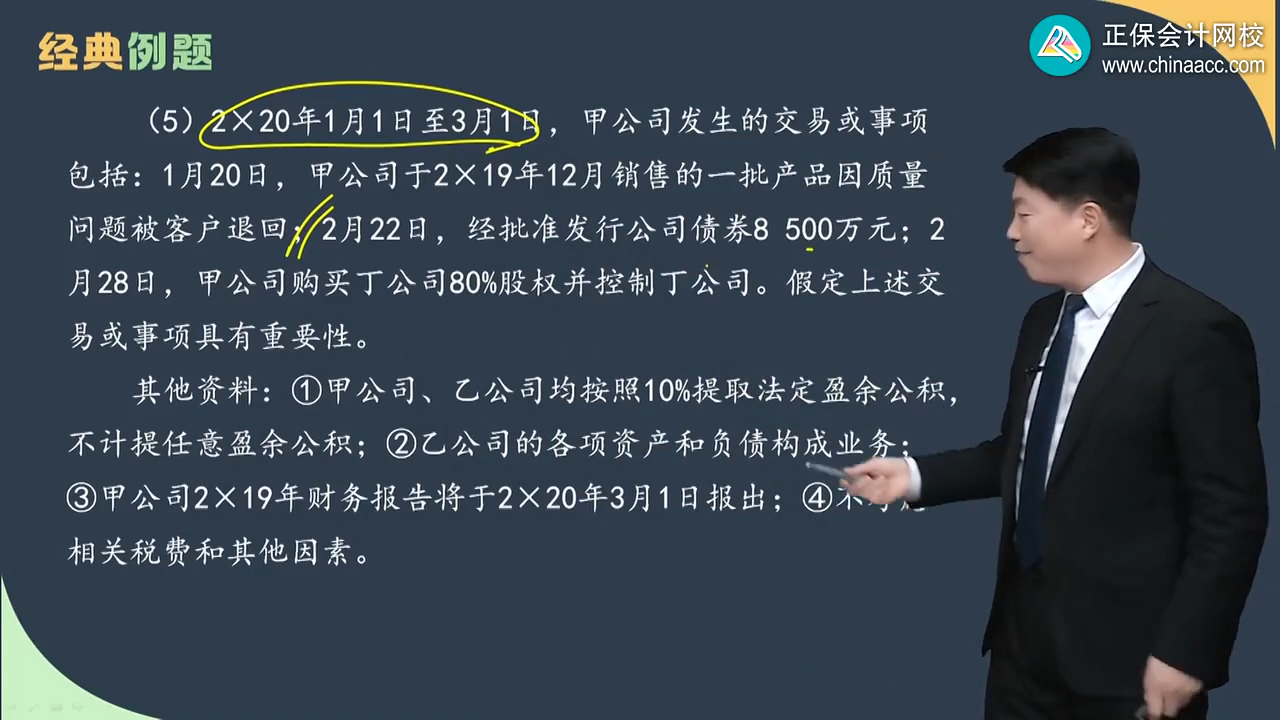 经典例题
正保会计网校
www.chinaacc.com
(5)2×20年1月1日至3月1日，甲公司发生的交易或事项
包括：1月20日，甲公司于2×19年12月销售的一批产品因质量
问题被客户退回；2月22日，经批准发行公司债券8 500万元；2
月28日，甲公司购买丁公司80%股权并控制丁公司。假定上述交
易或事项具有重要性。
其他资料：①甲公司、乙公司均按照10%提取法定盈余公积，
不计提任意盈余公积；②乙公司的各项资产和负债构成业务；
③甲公司2×19年财务报告将于2×20年3月1日报出；④不
相关税费和其他因素。